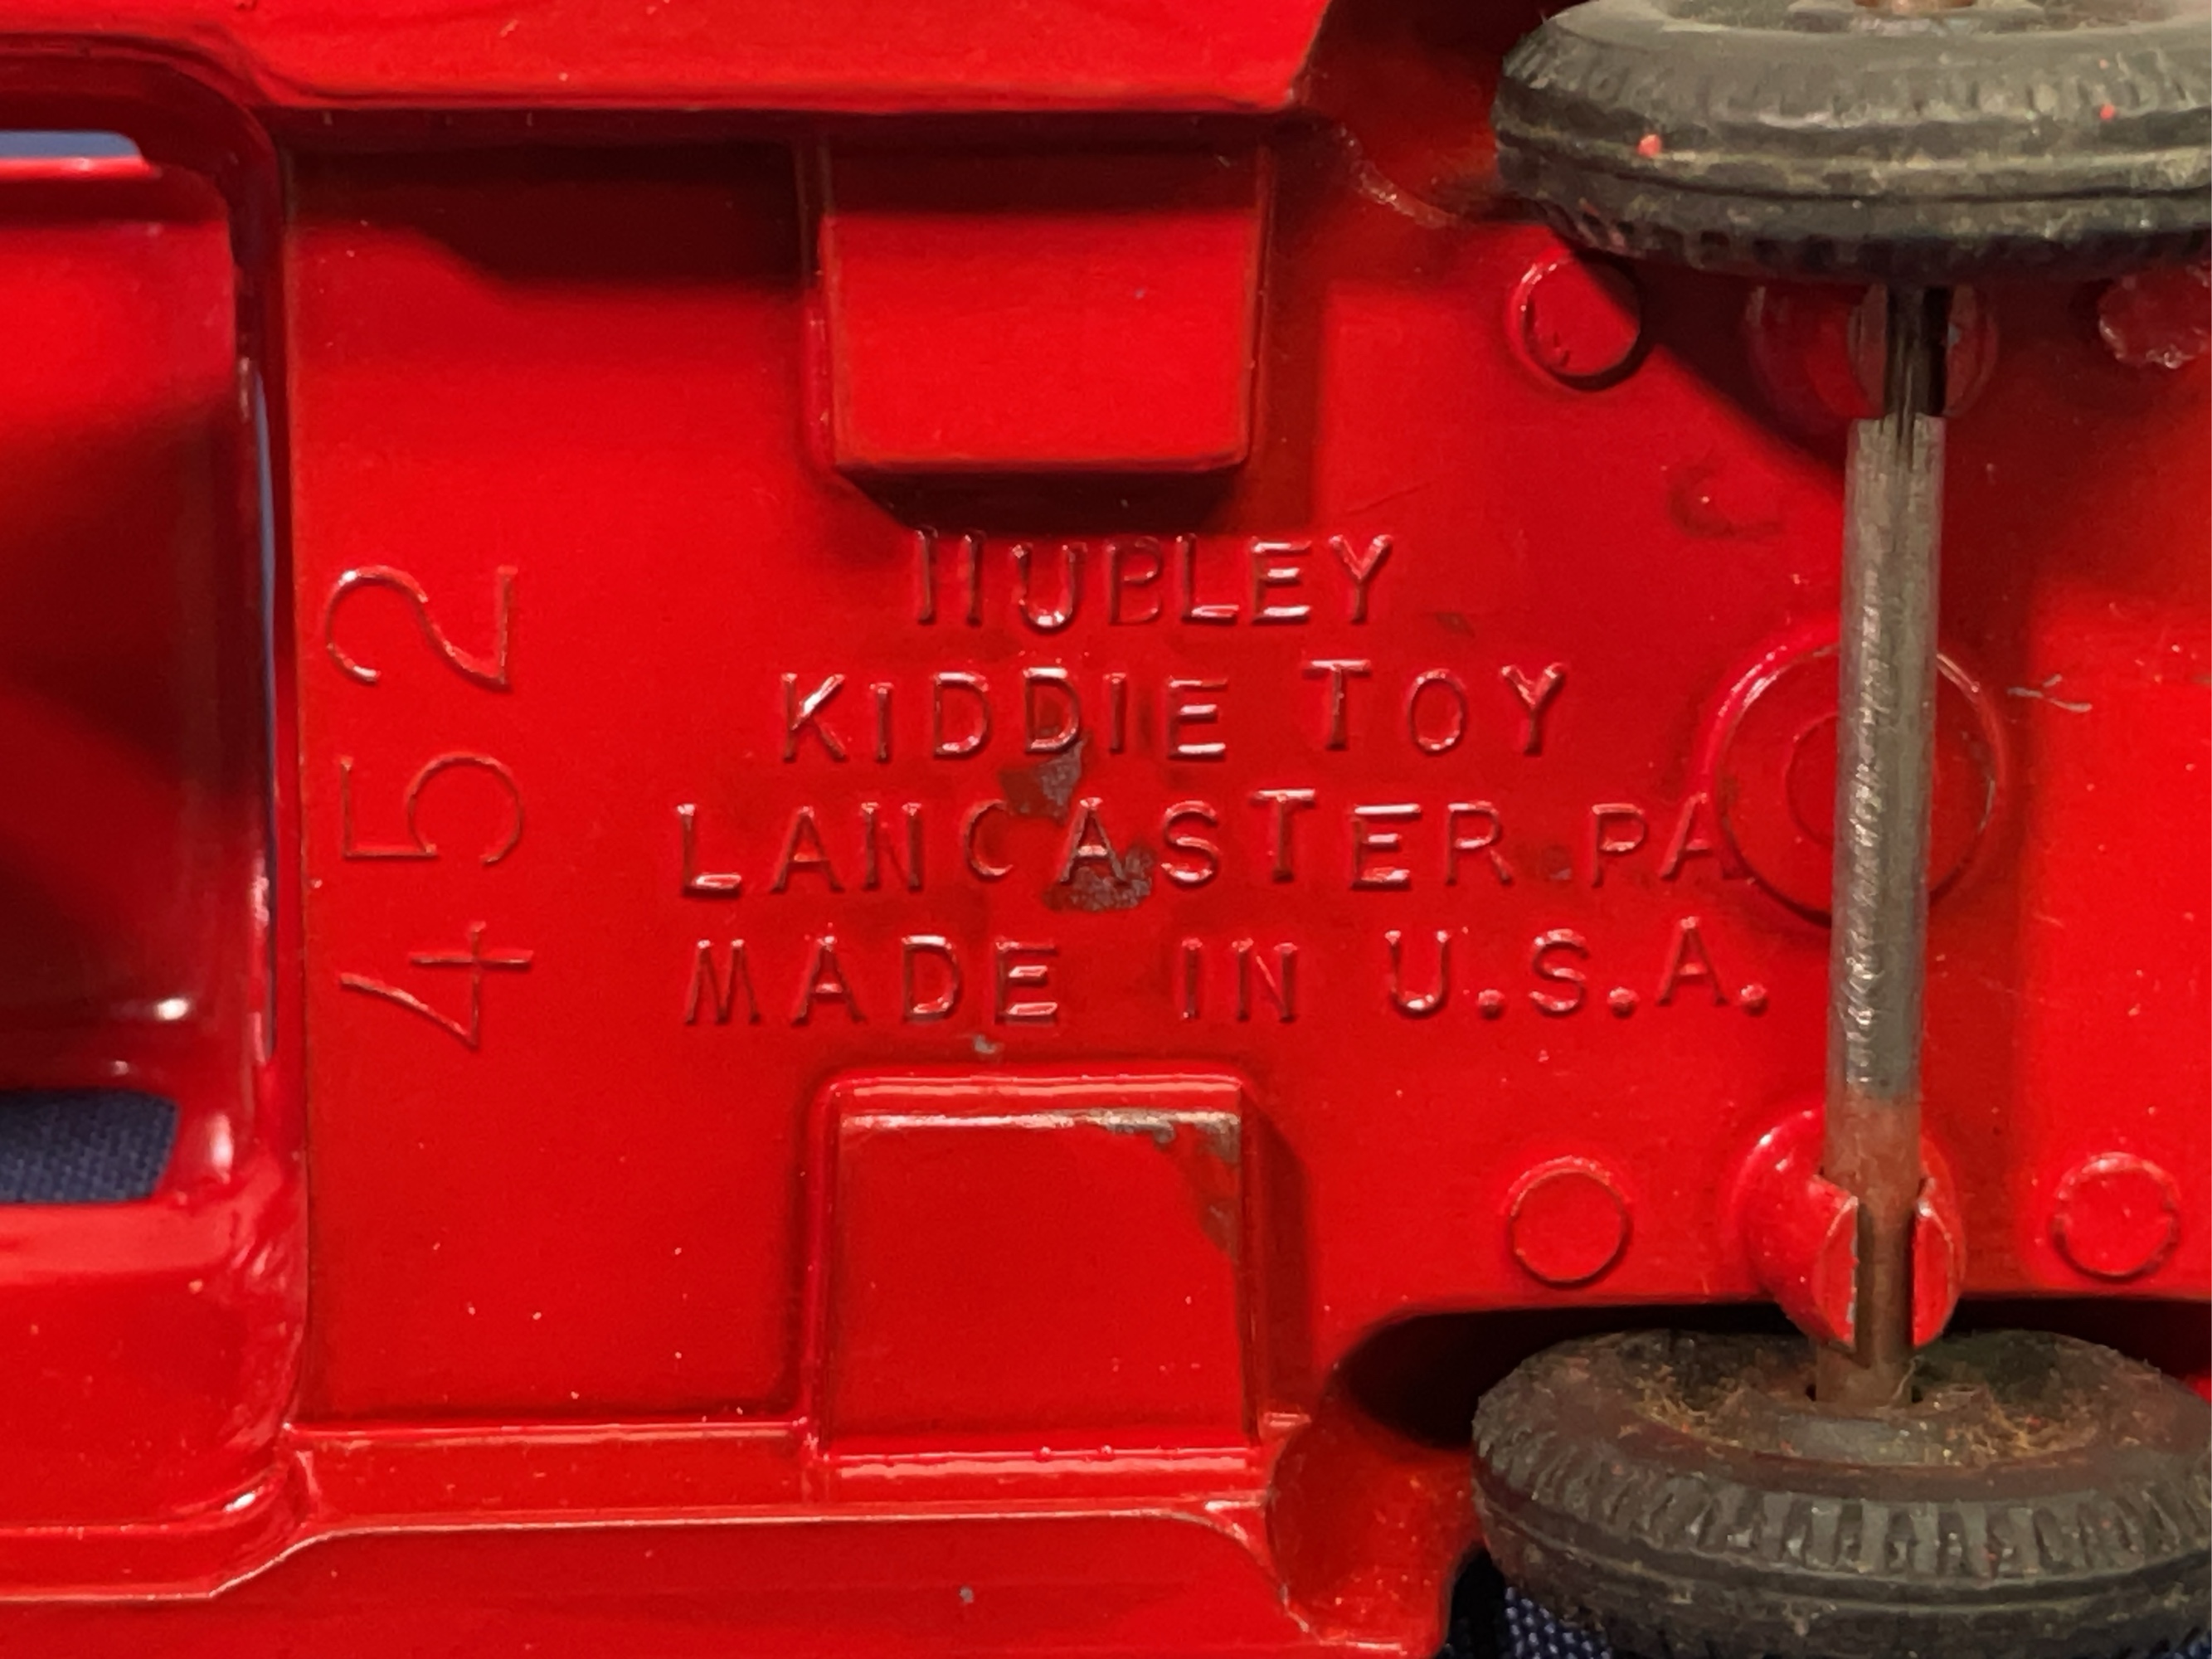 HUBLEY
KIDDIE TOY
LANCASTER PA
MADE IN U.S.A.
452